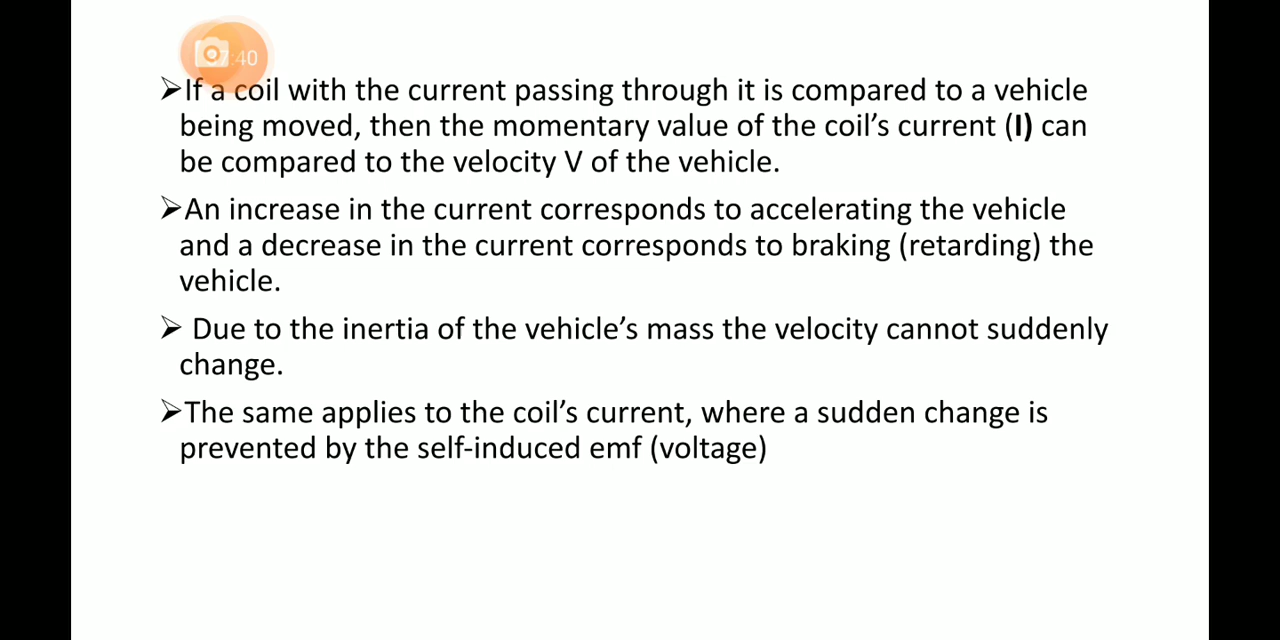 7:40
➢If a coil with the current passing through it is compared to a vehicle
being moved, then the momentary value of the coil's current (I) can
be compared to the velocity V of the vehicle.
➢An increase in the current corresponds to accelerating the vehicle
and a decrease in the current corresponds to braking (retarding) the
vehicle.
➢ Due to the inertia of the vehicle's mass the velocity cannot suddenly
change.
➢The same applies to the coil's current, where a sudden change is
prevented by the self-induced emf (voltage)